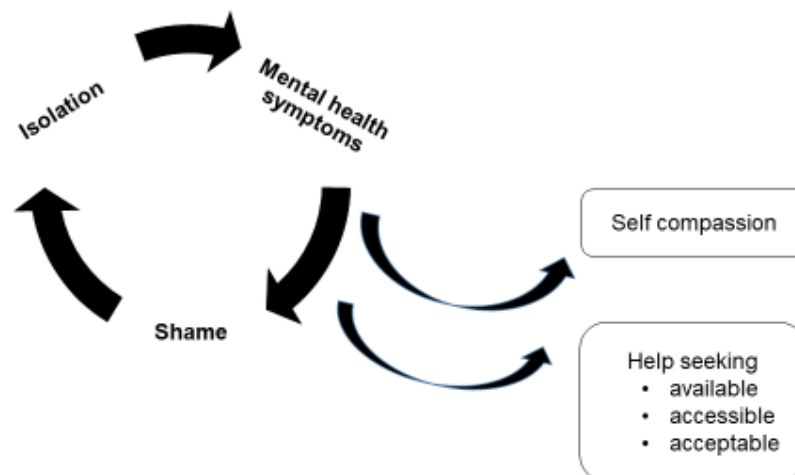 Isolation
Mental health
symptoms
Shame
Self compassion
Help seeking
• available
• accessible
• acceptable